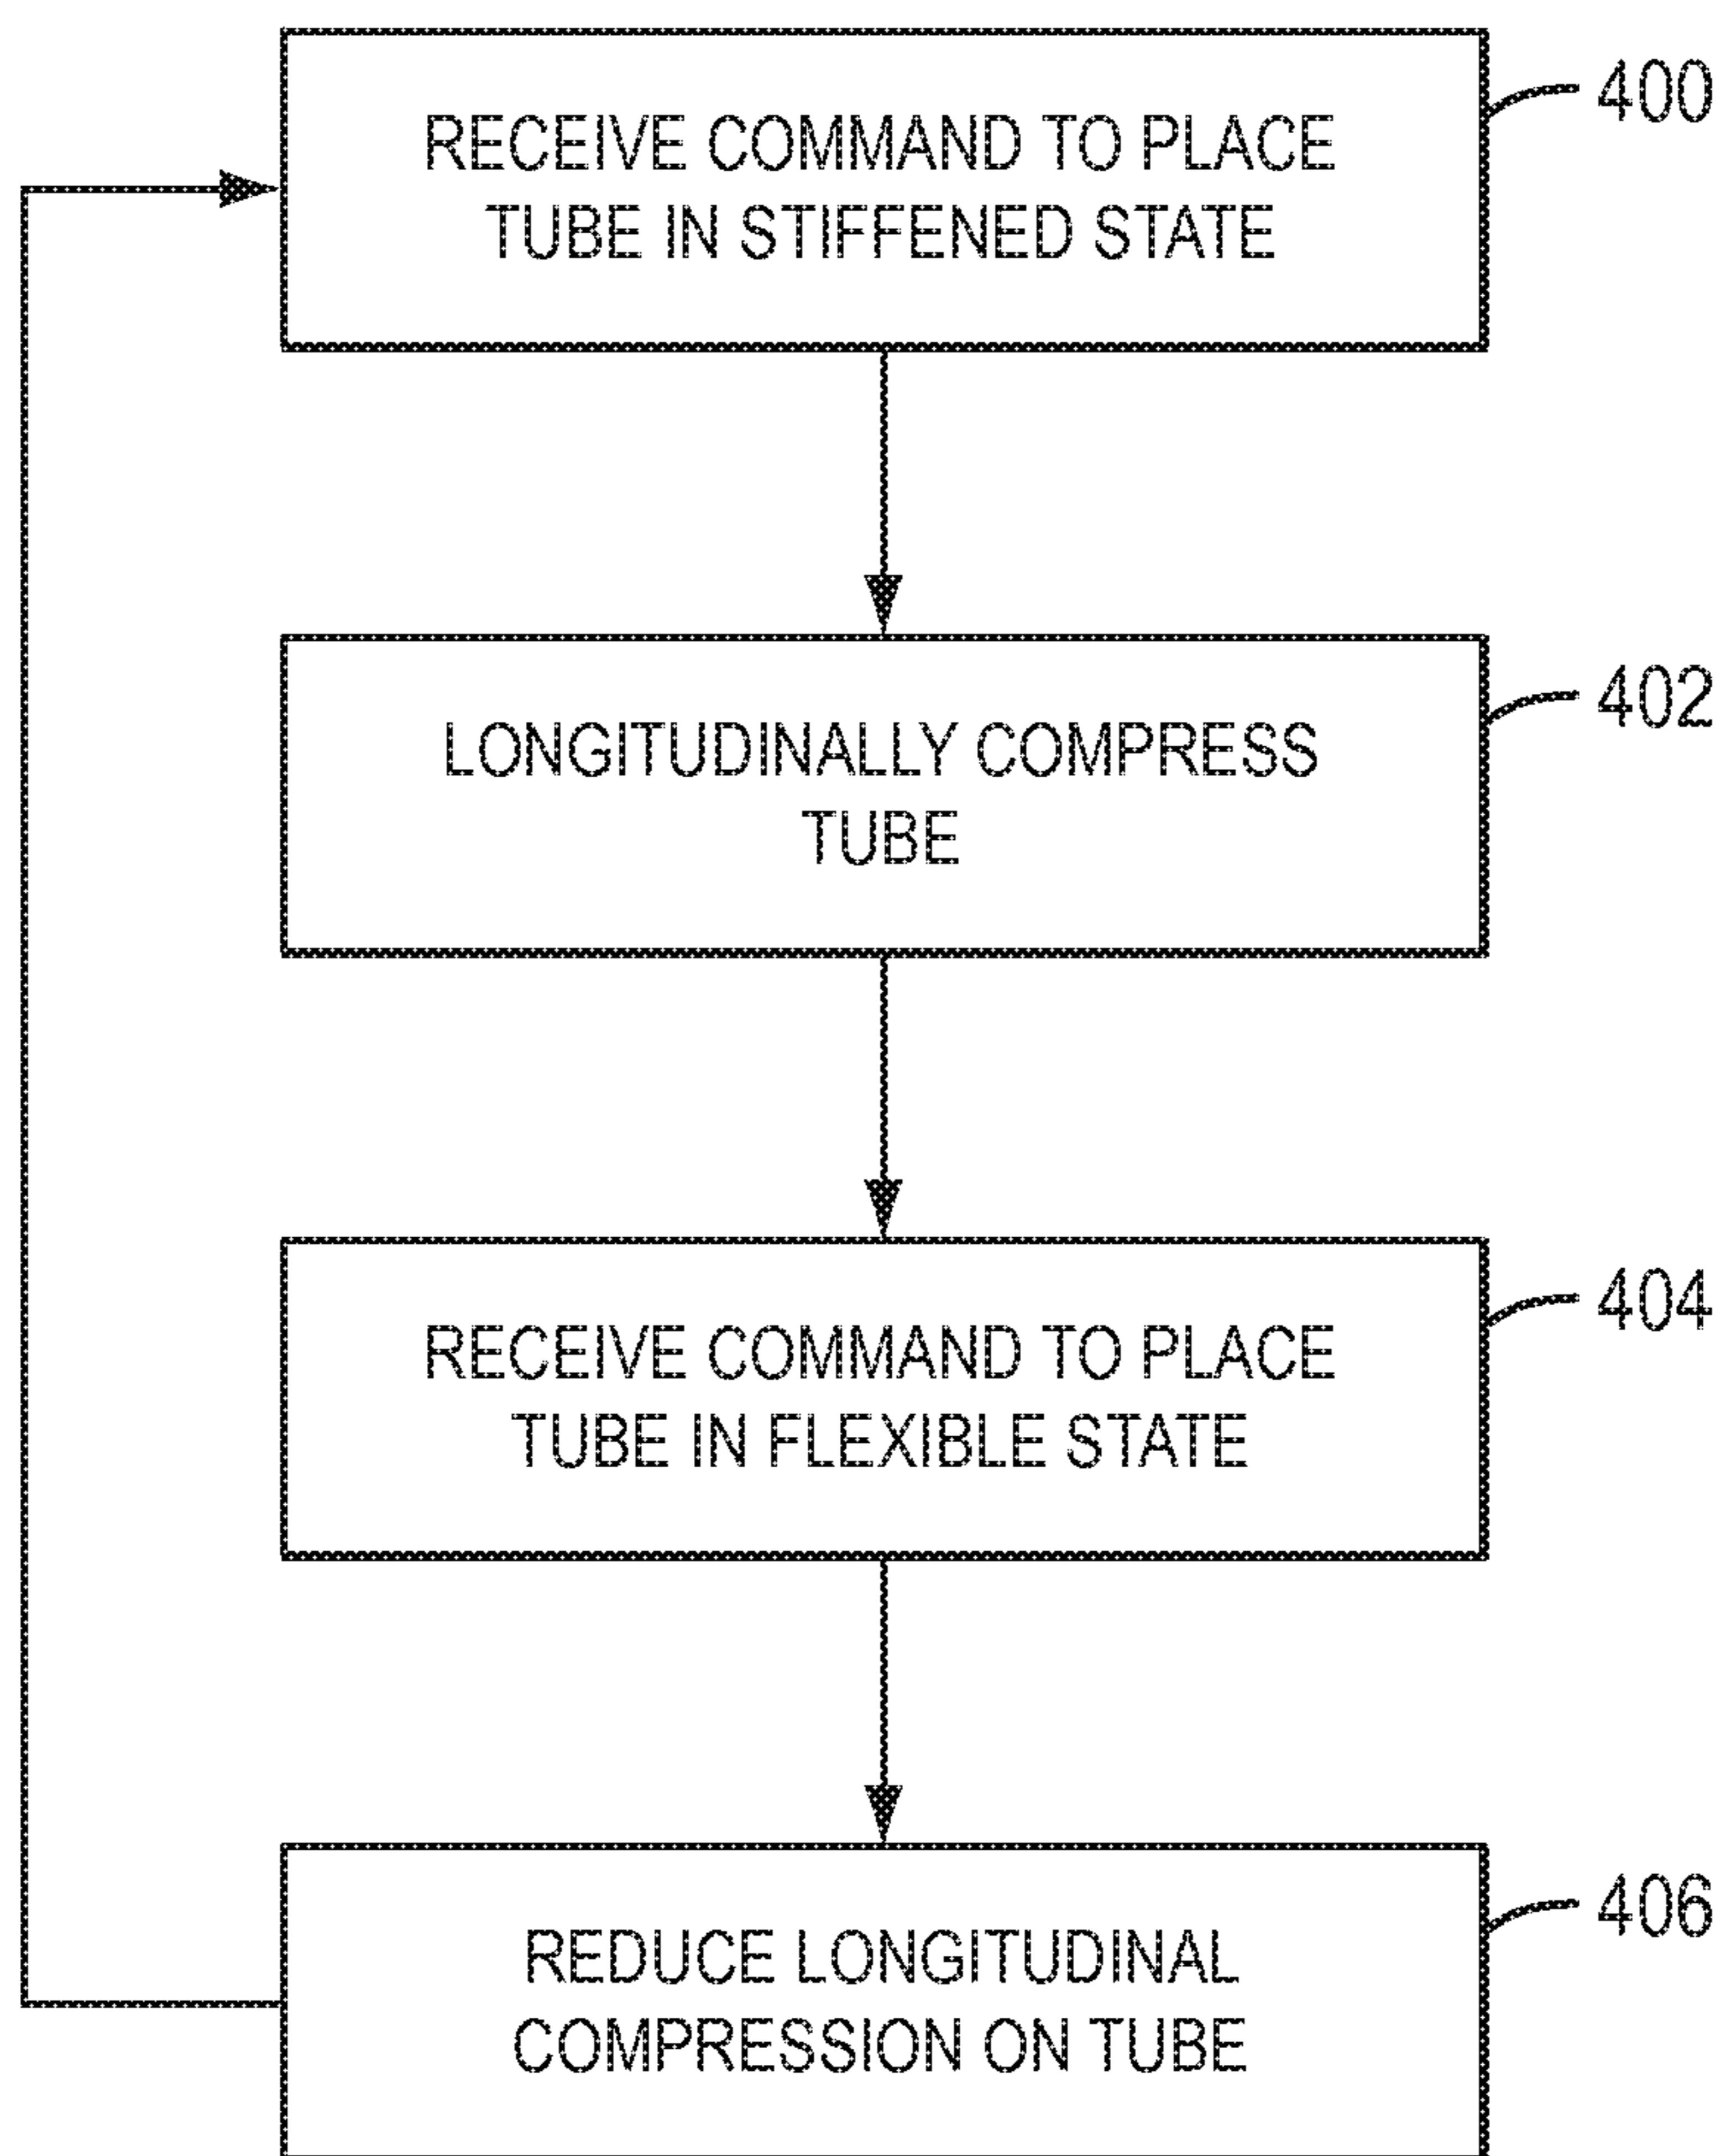 RECEIVE COMMAND TO PLACE
TUBE IN STIFFENED STATE
400
LONGITUDINALLY COMPRESS
TUBE
402
RECEIVE COMMAND TO PLACE
TUBE IN FLEXIBLE STATE
404
REDUCE LONGITUDINAL
COMPRESSION ON TUBE
406